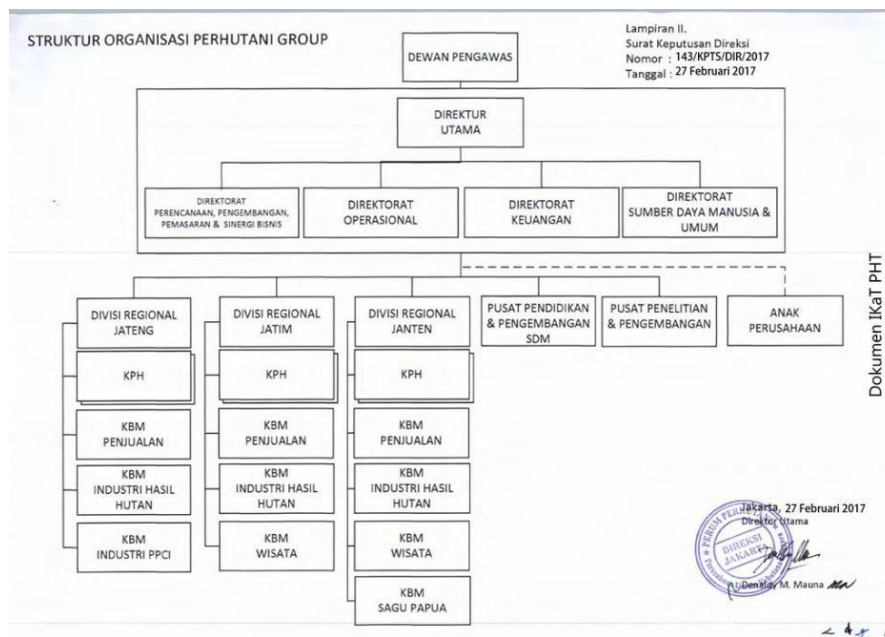 STRUKTUR ORGANISASI PERHUTANI GROUP
Lampiran II.
Surat Keputusan Direksi
Nomor : 143/KPTS/DIR/2017
Tanggal : 27 Februari 2017
DEWAN PENGAWAS
DIREKTUR
UTAMA
DIREKTORAT
PERENCANAAN, PENGEMBANGAN,
PEMASARAN & SINERGI BISNIS
DIREKTORAT
OPERASIONAL
DIREKTORAT
KEUANGAN
DIREKTORAT
SUMBER DAYA MANUSIA &
UMUM
DIVISI REGIONAL
JATENG
DIVISI REGIONAL
JATIM
DIVISI REGIONAL
JANTEN
PUSAT PENDIDIKAN
& PENGEMBANGAN
SDM
PUSAT PENELITIAN
& PENGEMBANGAN
ANAK
PERUSAHAAN
KPH
KPH
KPH
KBM
PENJUALAN
KBM
PENJUALAN
KBM
PENJUALAN
KBM
INDUSTRI HASIL
HUTAN
KBM
INDUSTRI HASIL
HUTAN
KBM
INDUSTRI HASIL
HUTAN
KBM
INDUSTRI PPCI
KBM
WISATA
KBM
WISATA
KBM
SAGU PAPUA
Jakarta, 27 Februari 2017
Direktur Utama
PERUM PERHUTANI
DIREKSI
JAKARTA
Denaldy M. Mauna
Dokumen IKaT PHT